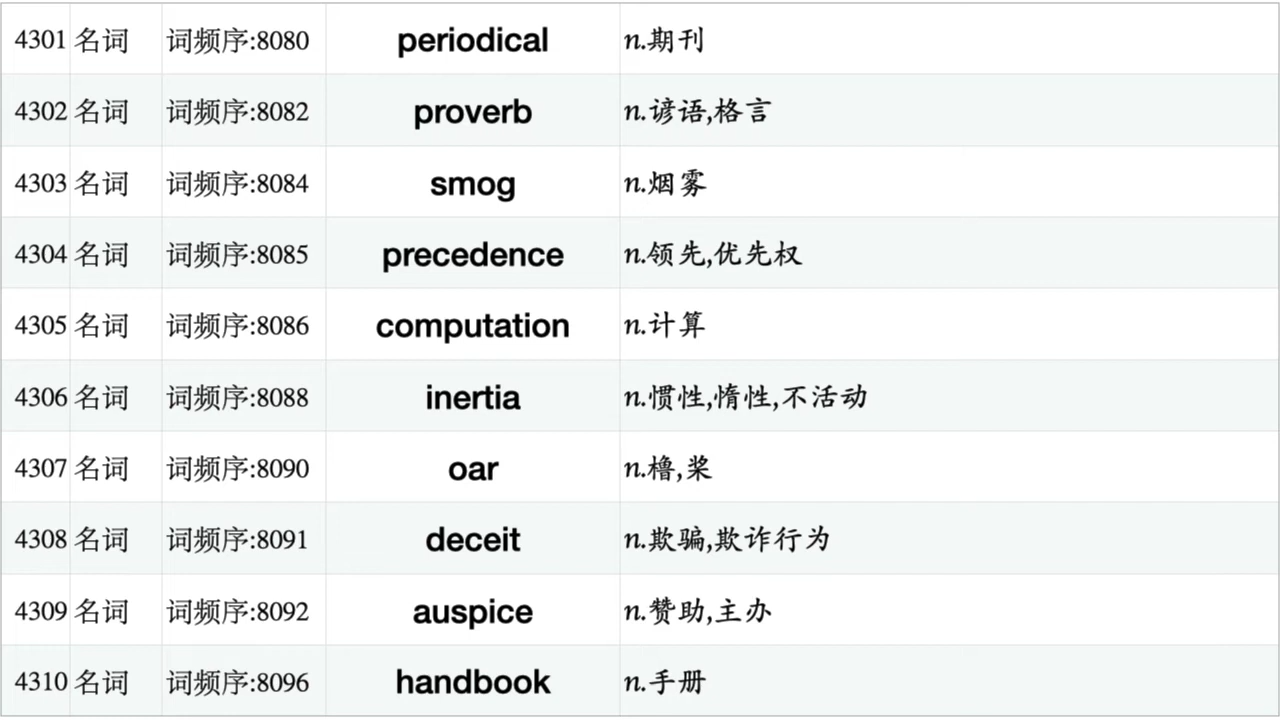 4301 名词 词频序:8080 periodical n.期刊
4302 名词 词频序:8082 proverb n.谚语,格言
4303 名词 词频序:8084 smog n.烟雾
4304 名词 词频序:8085 precedence n.领先,优先权
4305 名词 词频序:8086 computation n.计算
4306 名词 词频序:8088 inertia n.惯性,惰性,不活动
4307 名词 词频序:8090 oar n.橹,桨
4308 名词 词频序:8091 deceit n.欺骗,欺诈行为
4309 名词 词频序:8092 auspice n.赞助,主办
4310 名词 词频序:8096 handbook n.手册